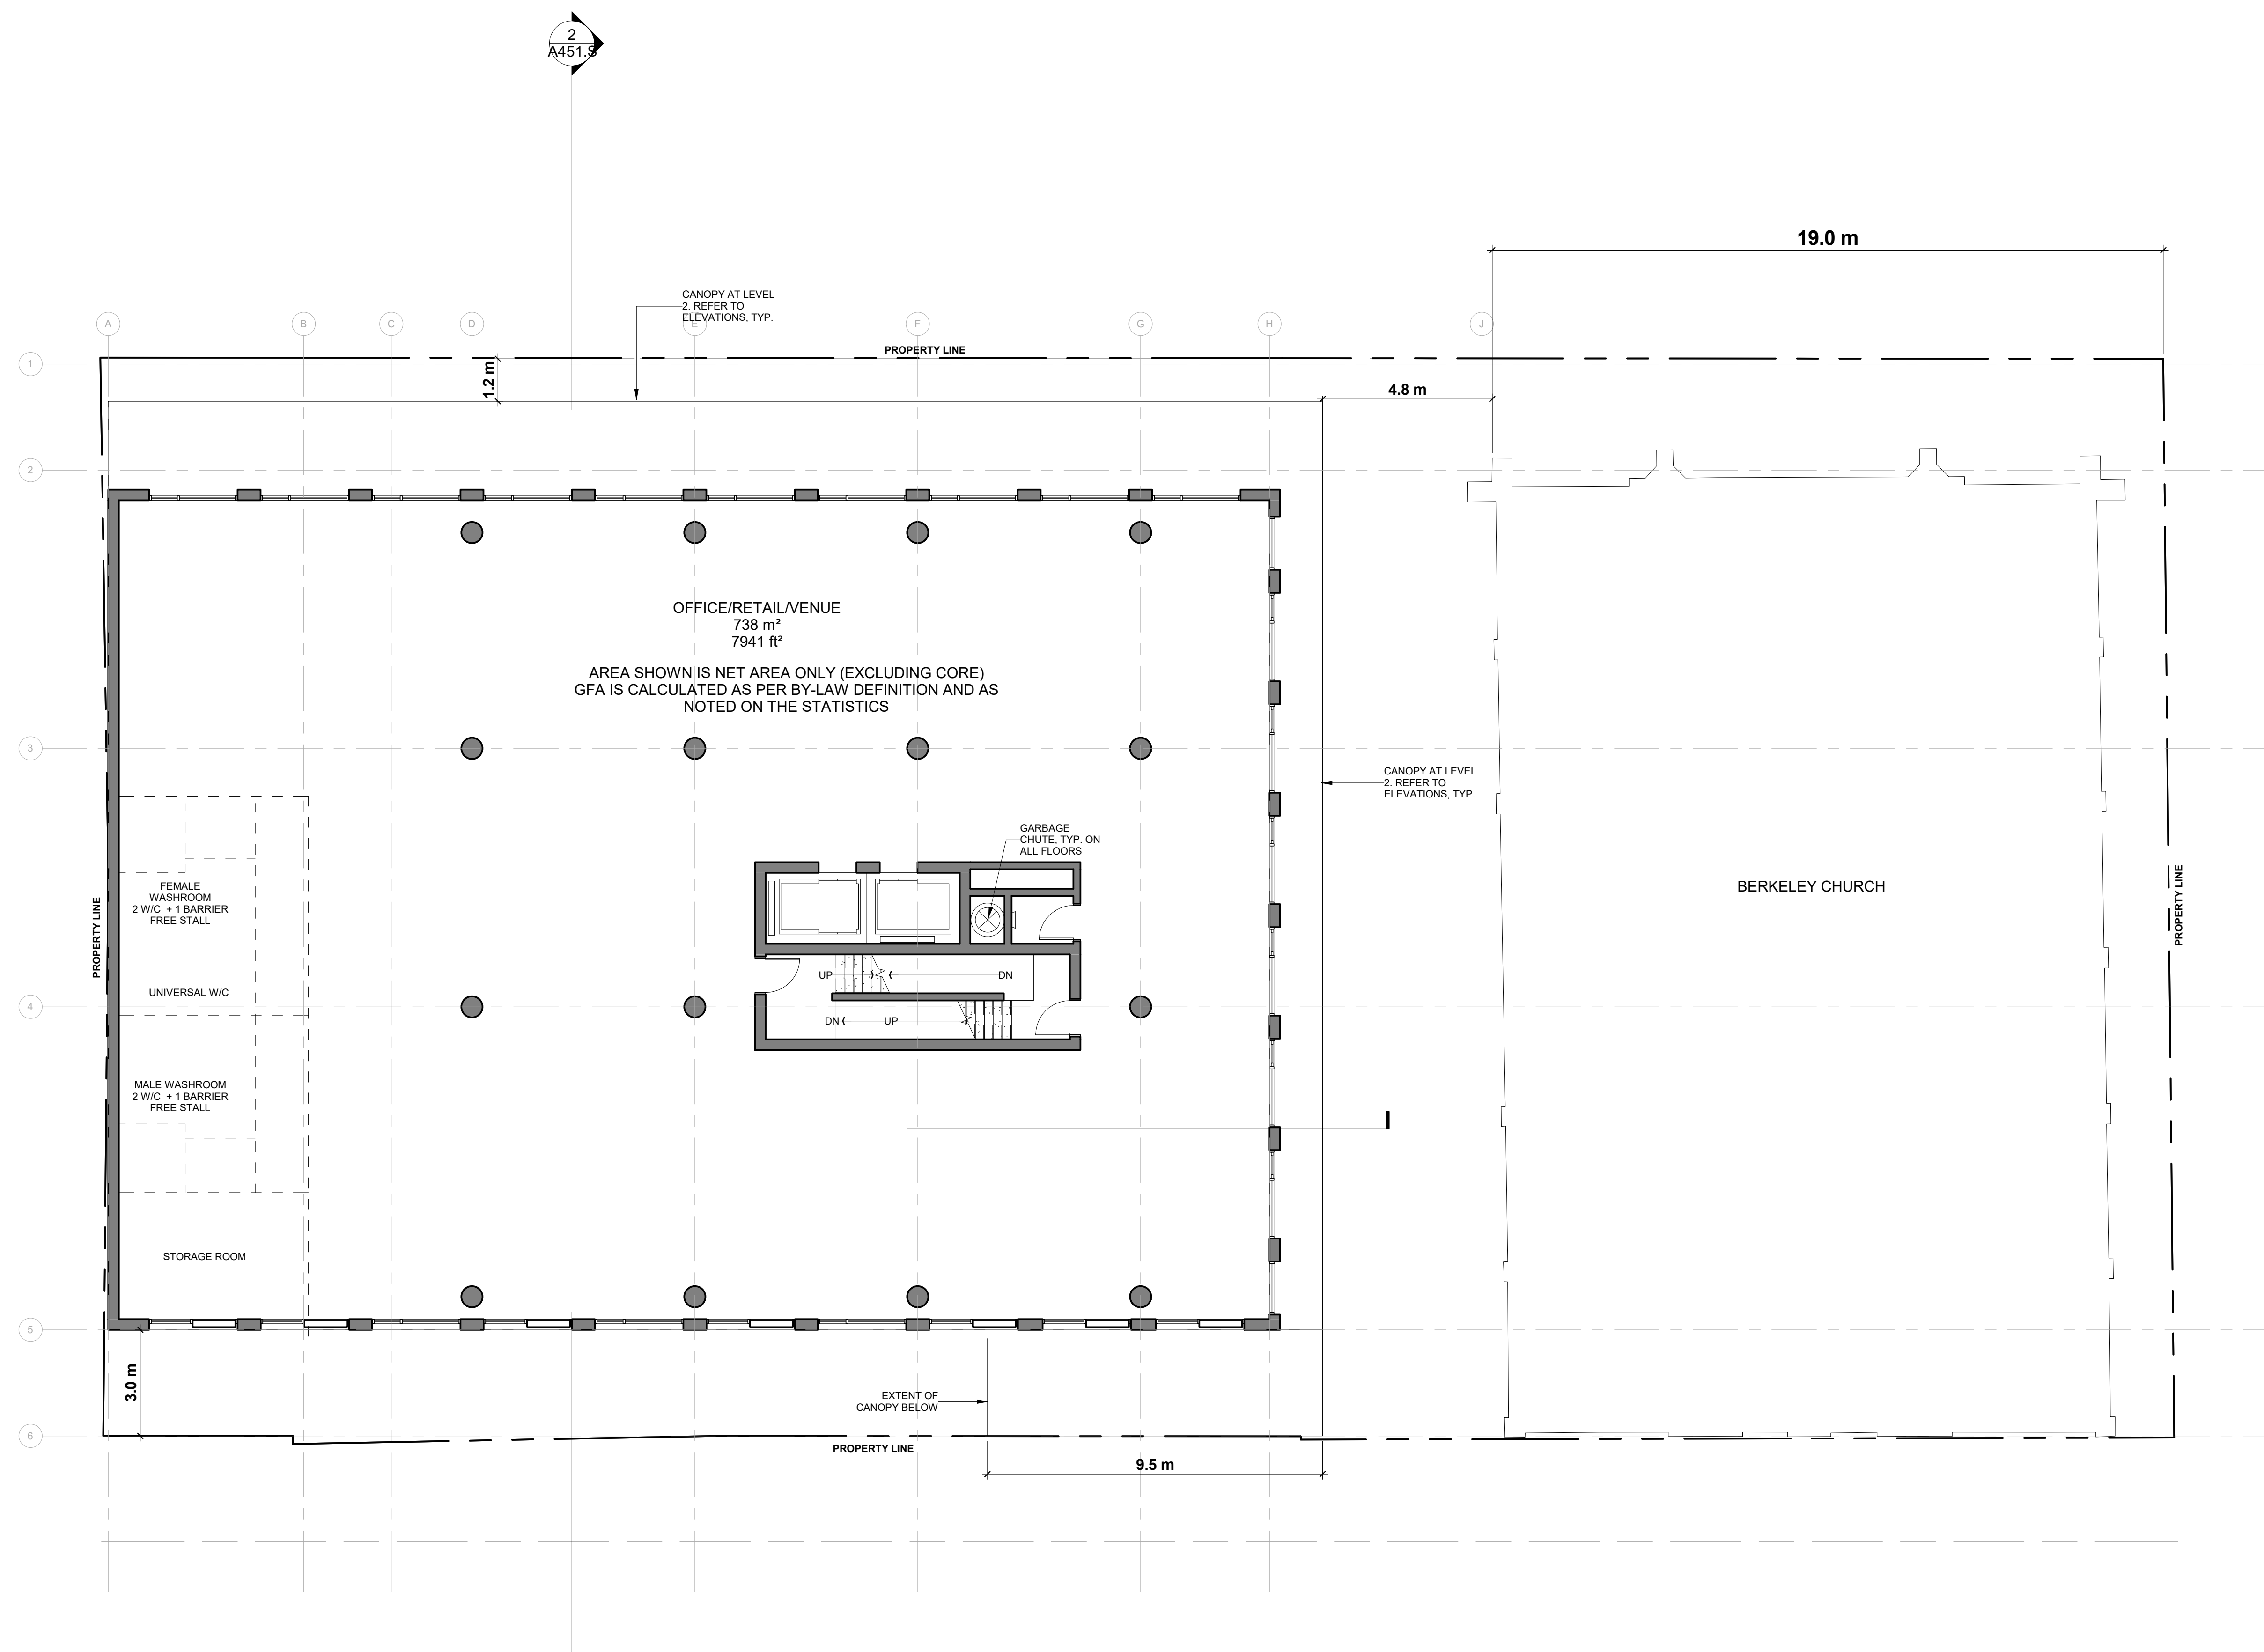 2
A451.S
19.0 m
CANOPY AT LEVEL
2. REFER TO
ELEVATIONS, TYP.
A
B
C
D
E
F
G
H
J
PROPERTY LINE
1
1.2 m
4.8 m
2
OFFICE/RETAIL/VENUE
738 m²
7941 ft²
AREA SHOWN IS NET AREA ONLY (EXCLUDING CORE)
GFA IS CALCULATED AS PER BY-LAW DEFINITION AND AS
NOTED ON THE STATISTICS
3
CANOPY AT LEVEL
2. REFER TO
ELEVATIONS, TYP.
GARBAGE
CHUTE, TYP. ON
ALL FLOORS
FEMALE
WASHROOM
2 W/C + 1 BARRIER
FREE STALL
BERKELEY CHURCH
PROPERTY LINE
PROPERTY LINE
UP
DN
UNIVERSAL W/C
4
DN
UP
MALE WASHROOM
2 W/C + 1 BARRIER
FREE STALL
STORAGE ROOM
5
3.0 m
EXTENT OF
CANOPY BELOW
6
PROPERTY LINE
9.5 m